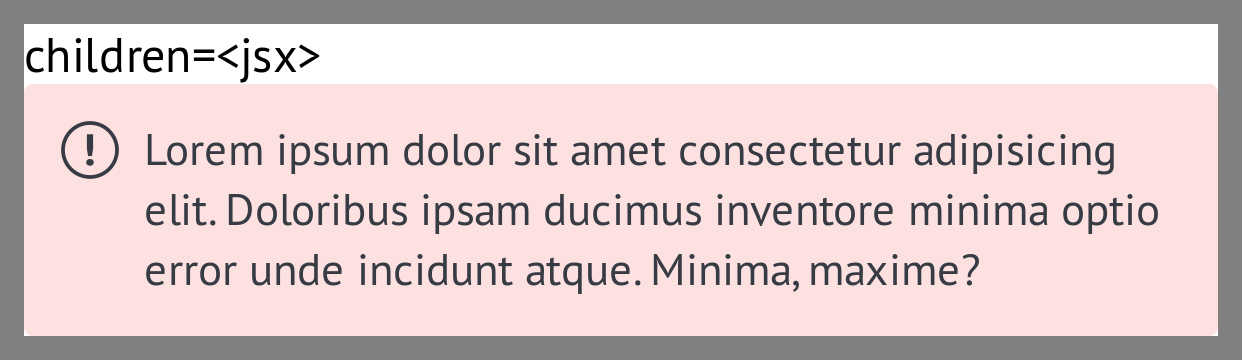 children=<jsx>
Lorem ipsum dolor sit amet consectetur adipisicing
elit. Doloribus ipsam ducimus inventore minima optio
error unde incidunt atque. Minima, maxime?